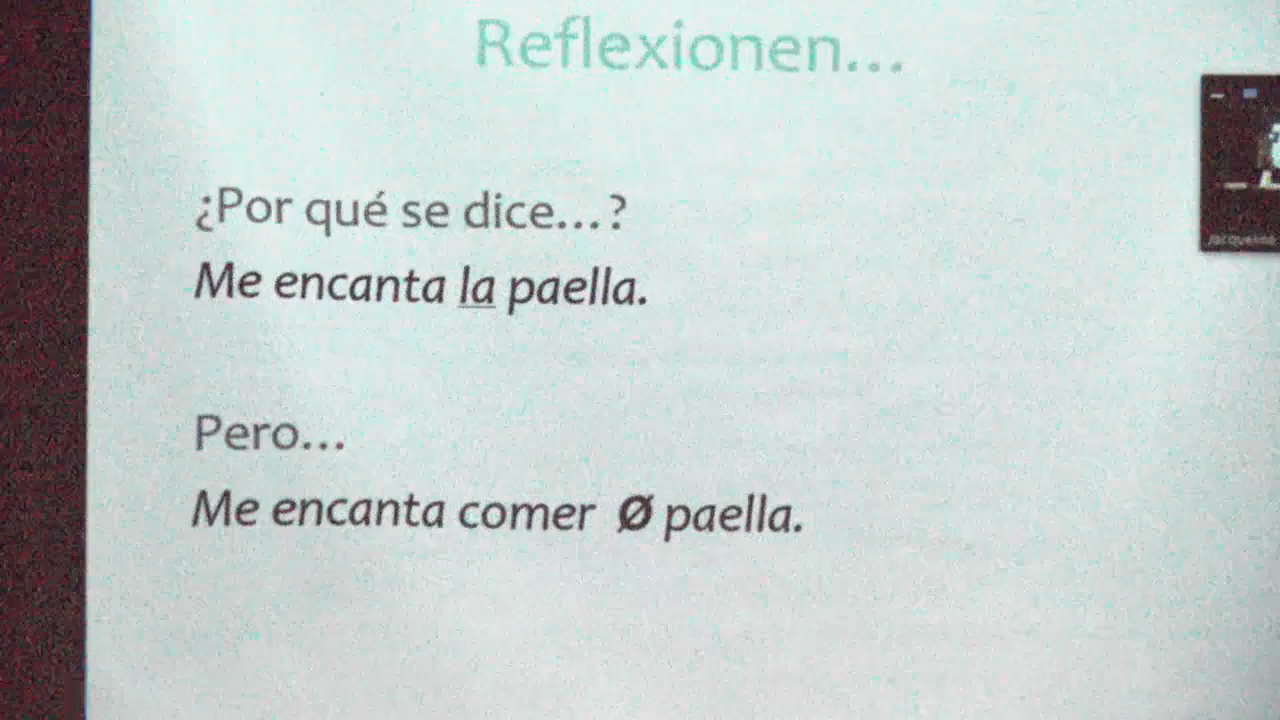 Reflexionen...
¿Por qué se dice...?
Me encanta la paella.
Pero...
Me encanta comer Ø paella.